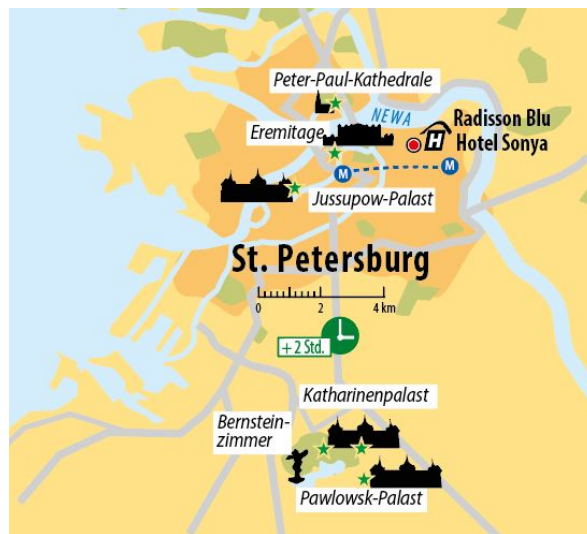 Peter-Paul-Kathedrale
NEWA
Radisson Blu
Hotel Sonya
H
Eremitage
M
M
Jussupow-Palast
St. Petersburg
0 2 4 km
+ 2 Std.
Katharinenpalast
Bernstein-
zimmer
Pawlowsk-Palast